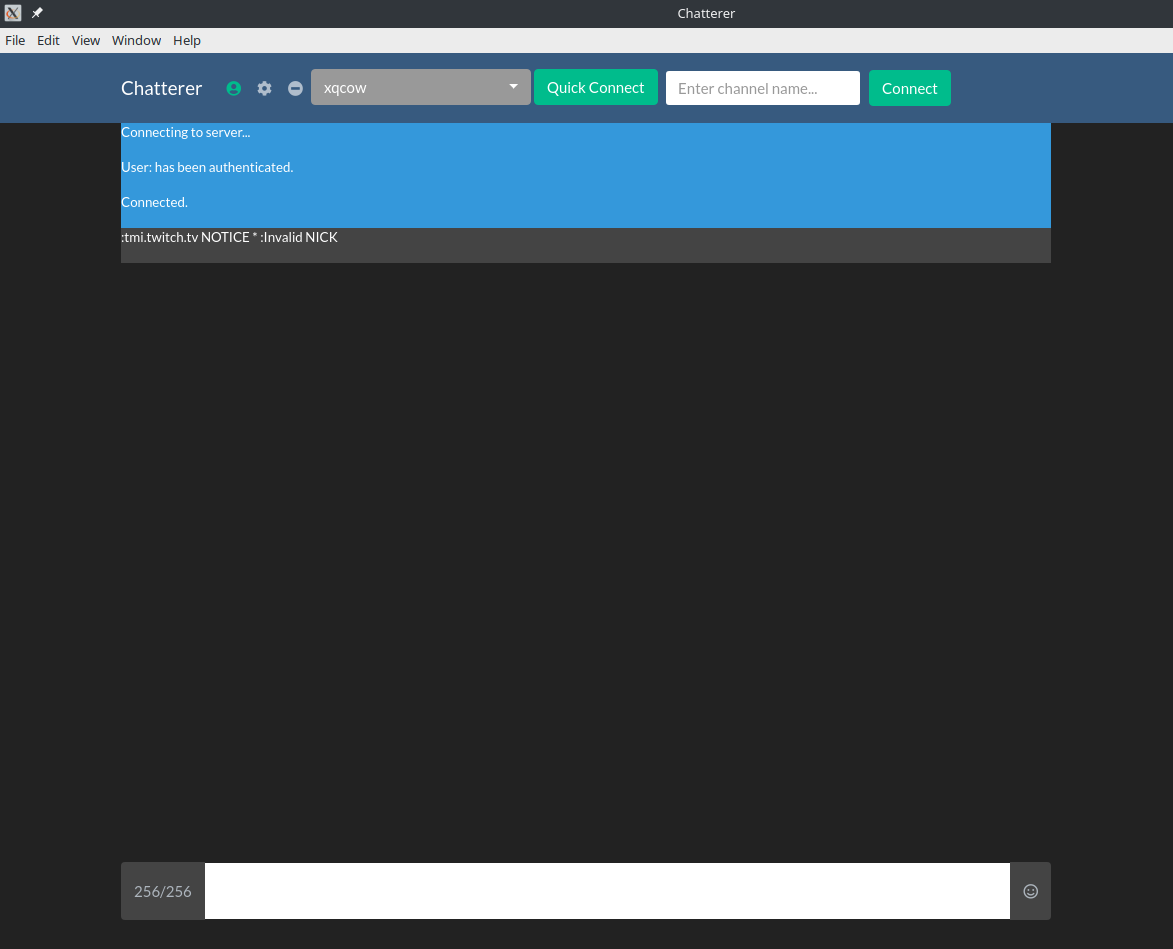 Chatterer
File Edit View Window Help
Chatterer xqcow Quick Connect Enter channel name... Connect
Connecting to server...
User: has been authenticated.
Connected.
:tmi.twitch.tv NOTICE * :Invalid NICK
256/256